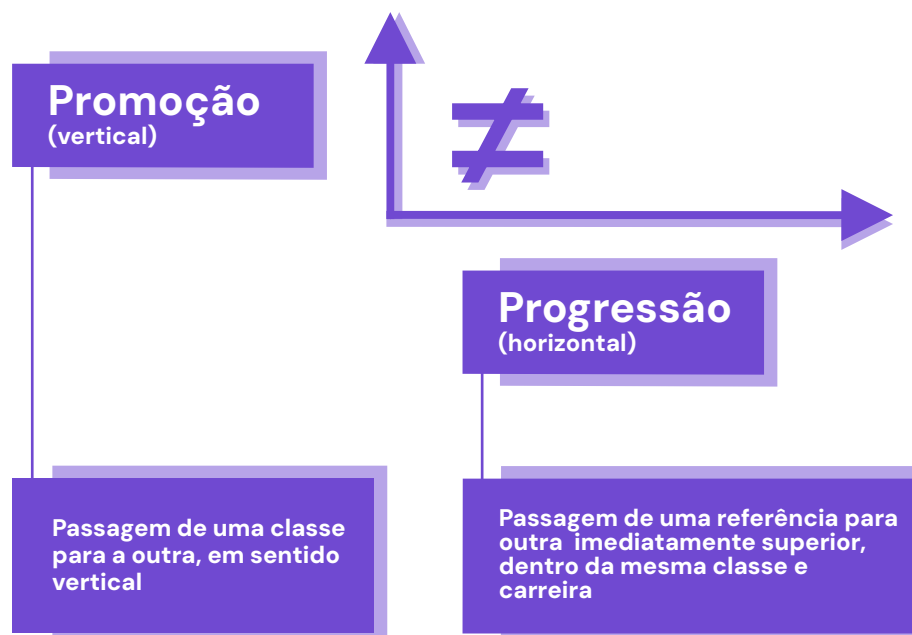 Promoção
(vertical)
≠
Progressão
(horizontal)
Passagem de uma classe
para a outra, em sentido
vertical
Passagem de uma referência para
outra imediatamente superior,
dentro da mesma classe e
carreira